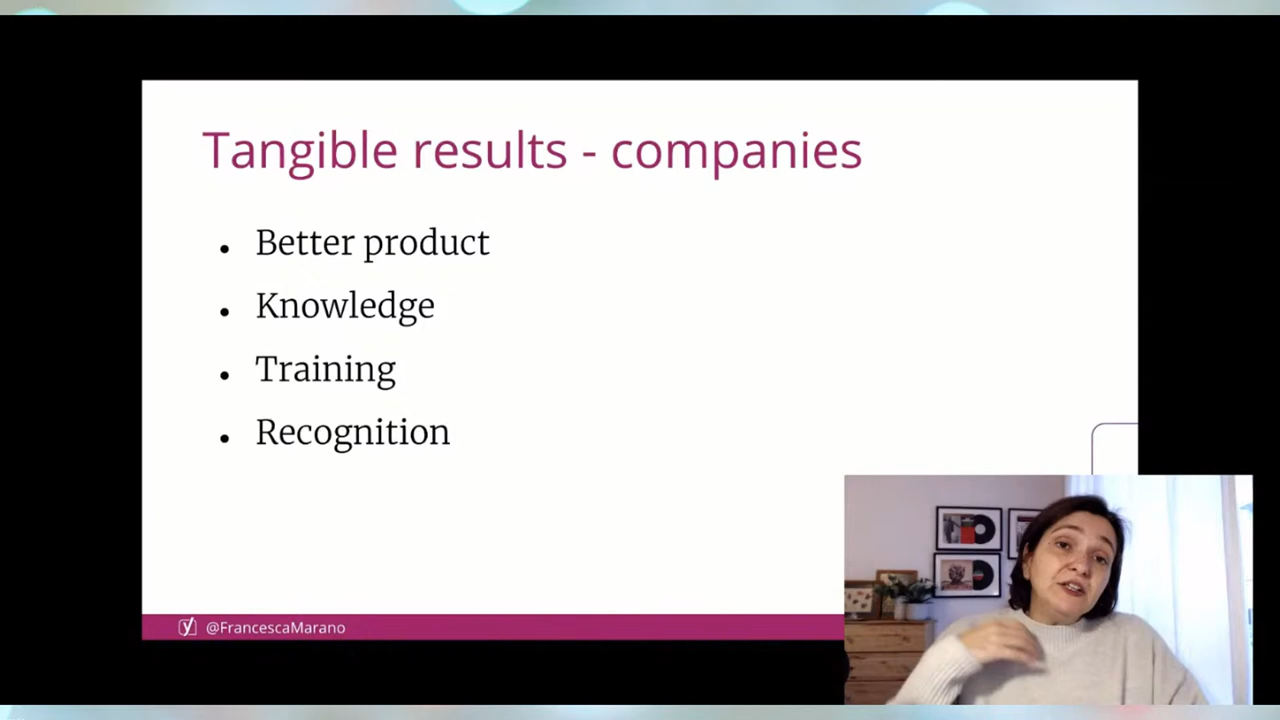 Tangible results - companies
• Better product
• Knowledge
• Training
• Recognition
y @FrancescaMarano